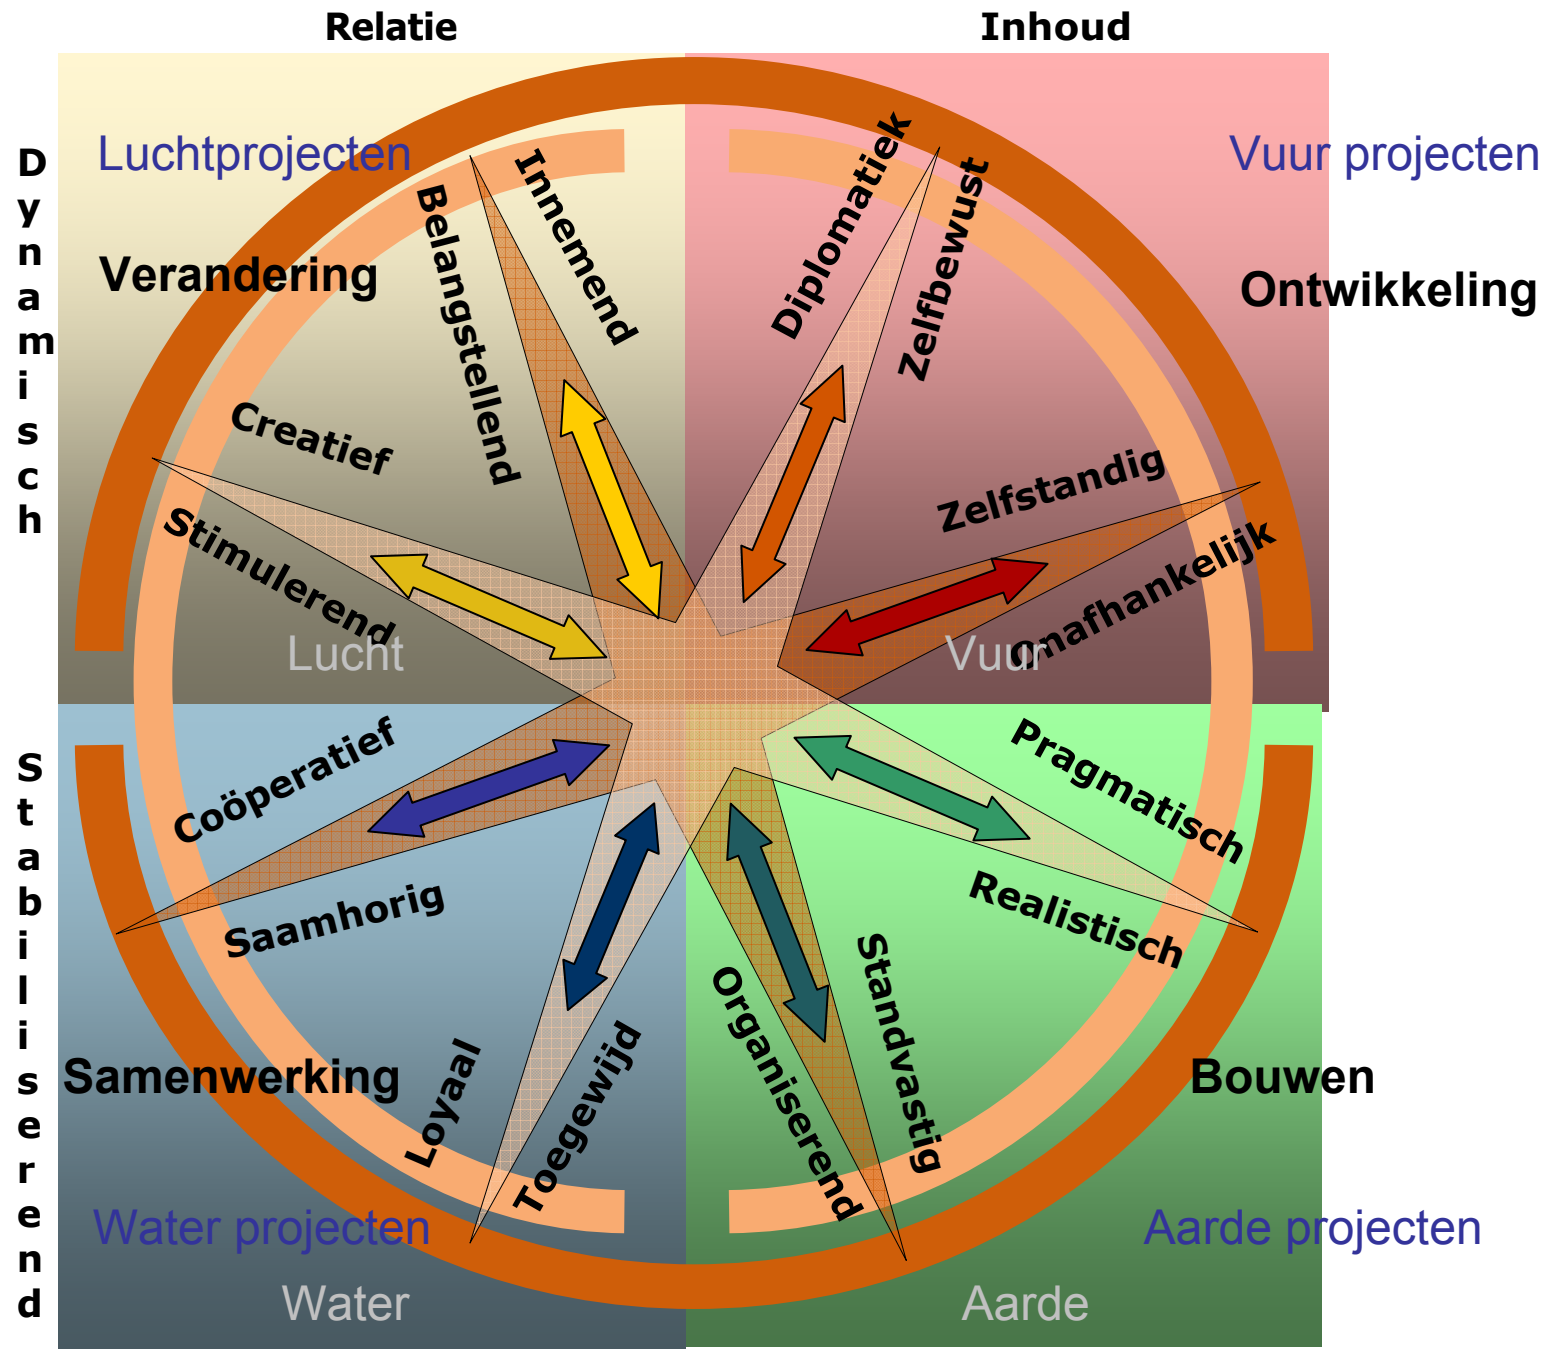 Relatie
Inhoud
Dynamisch
Luchtprojecten
Vuur projecten
Verandering
Ontwikkeling
Innemend
Belangstellend
Diplomatiek
Zelfbewust
Creatief
Stimulerend
Zelfstandig
Onafhankelijk
Lucht
Vuur
Stabiliserend
Coöperatief
Saamhorig
Pragmatisch
Realistisch
Loyaal
Toegewijd
Organiserend
Standvastig
Samenwerking
Bouwen
Water projecten
Aarde projecten
Water
Aarde